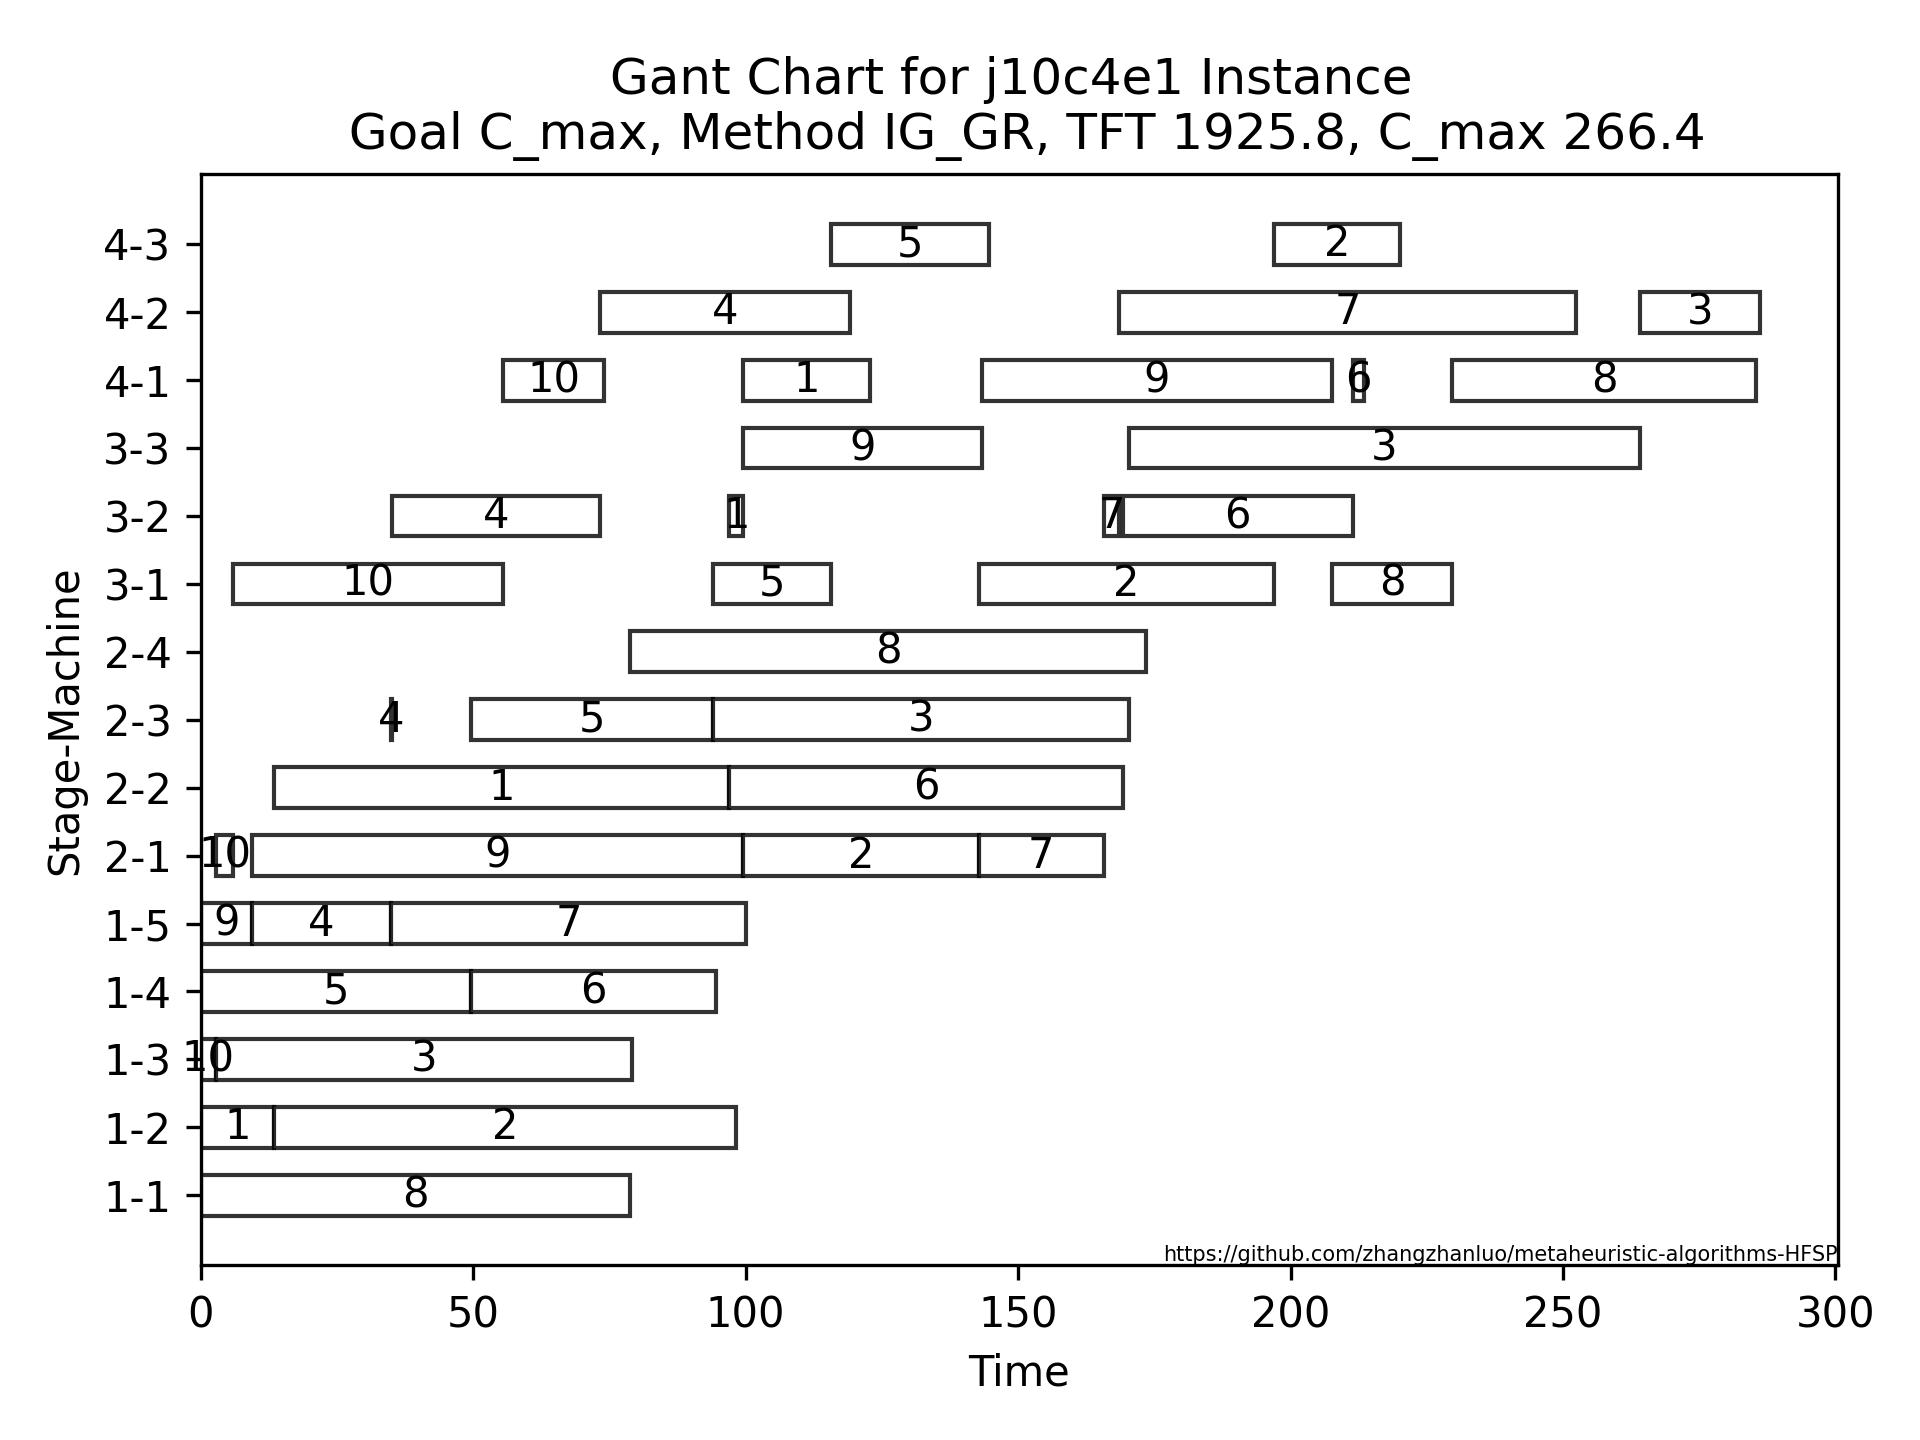 Gant Chart for j10c4e1 Instance
Goal C_max, Method IG_GR, TFT 1925.8, C_max 266.4
Stage-Machine
4-3 5 2
4-2 4 7 3
4-1 10 1 9 6 8
3-3 9 3
3-2 4 1 7 6
3-1 10 5 2 8
2-4 8
2-3 4 5 3
2-2 1 6
2-1 10 9 2 7
1-5 9 4 7
1-4 5 6
1-3 10 3
1-2 1 2
1-1 8
https://github.com/zhangzhanluo/metaheuristic-algorithms-HFSP
0 50 100 150 200 250 300
Time